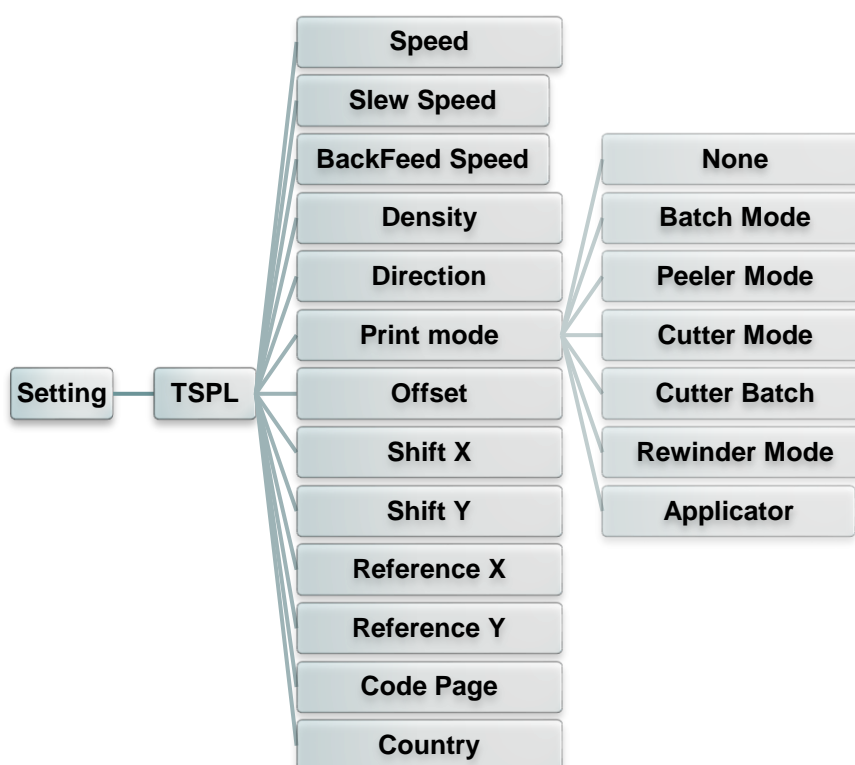 Setting
TSPL
Speed
Slew Speed
BackFeed Speed
Density
Direction
Print mode
Offset
Shift X
Shift Y
Reference X
Reference Y
Code Page
Country
None
Batch Mode
Peeler Mode
Cutter Mode
Cutter Batch
Rewinder Mode
Applicator